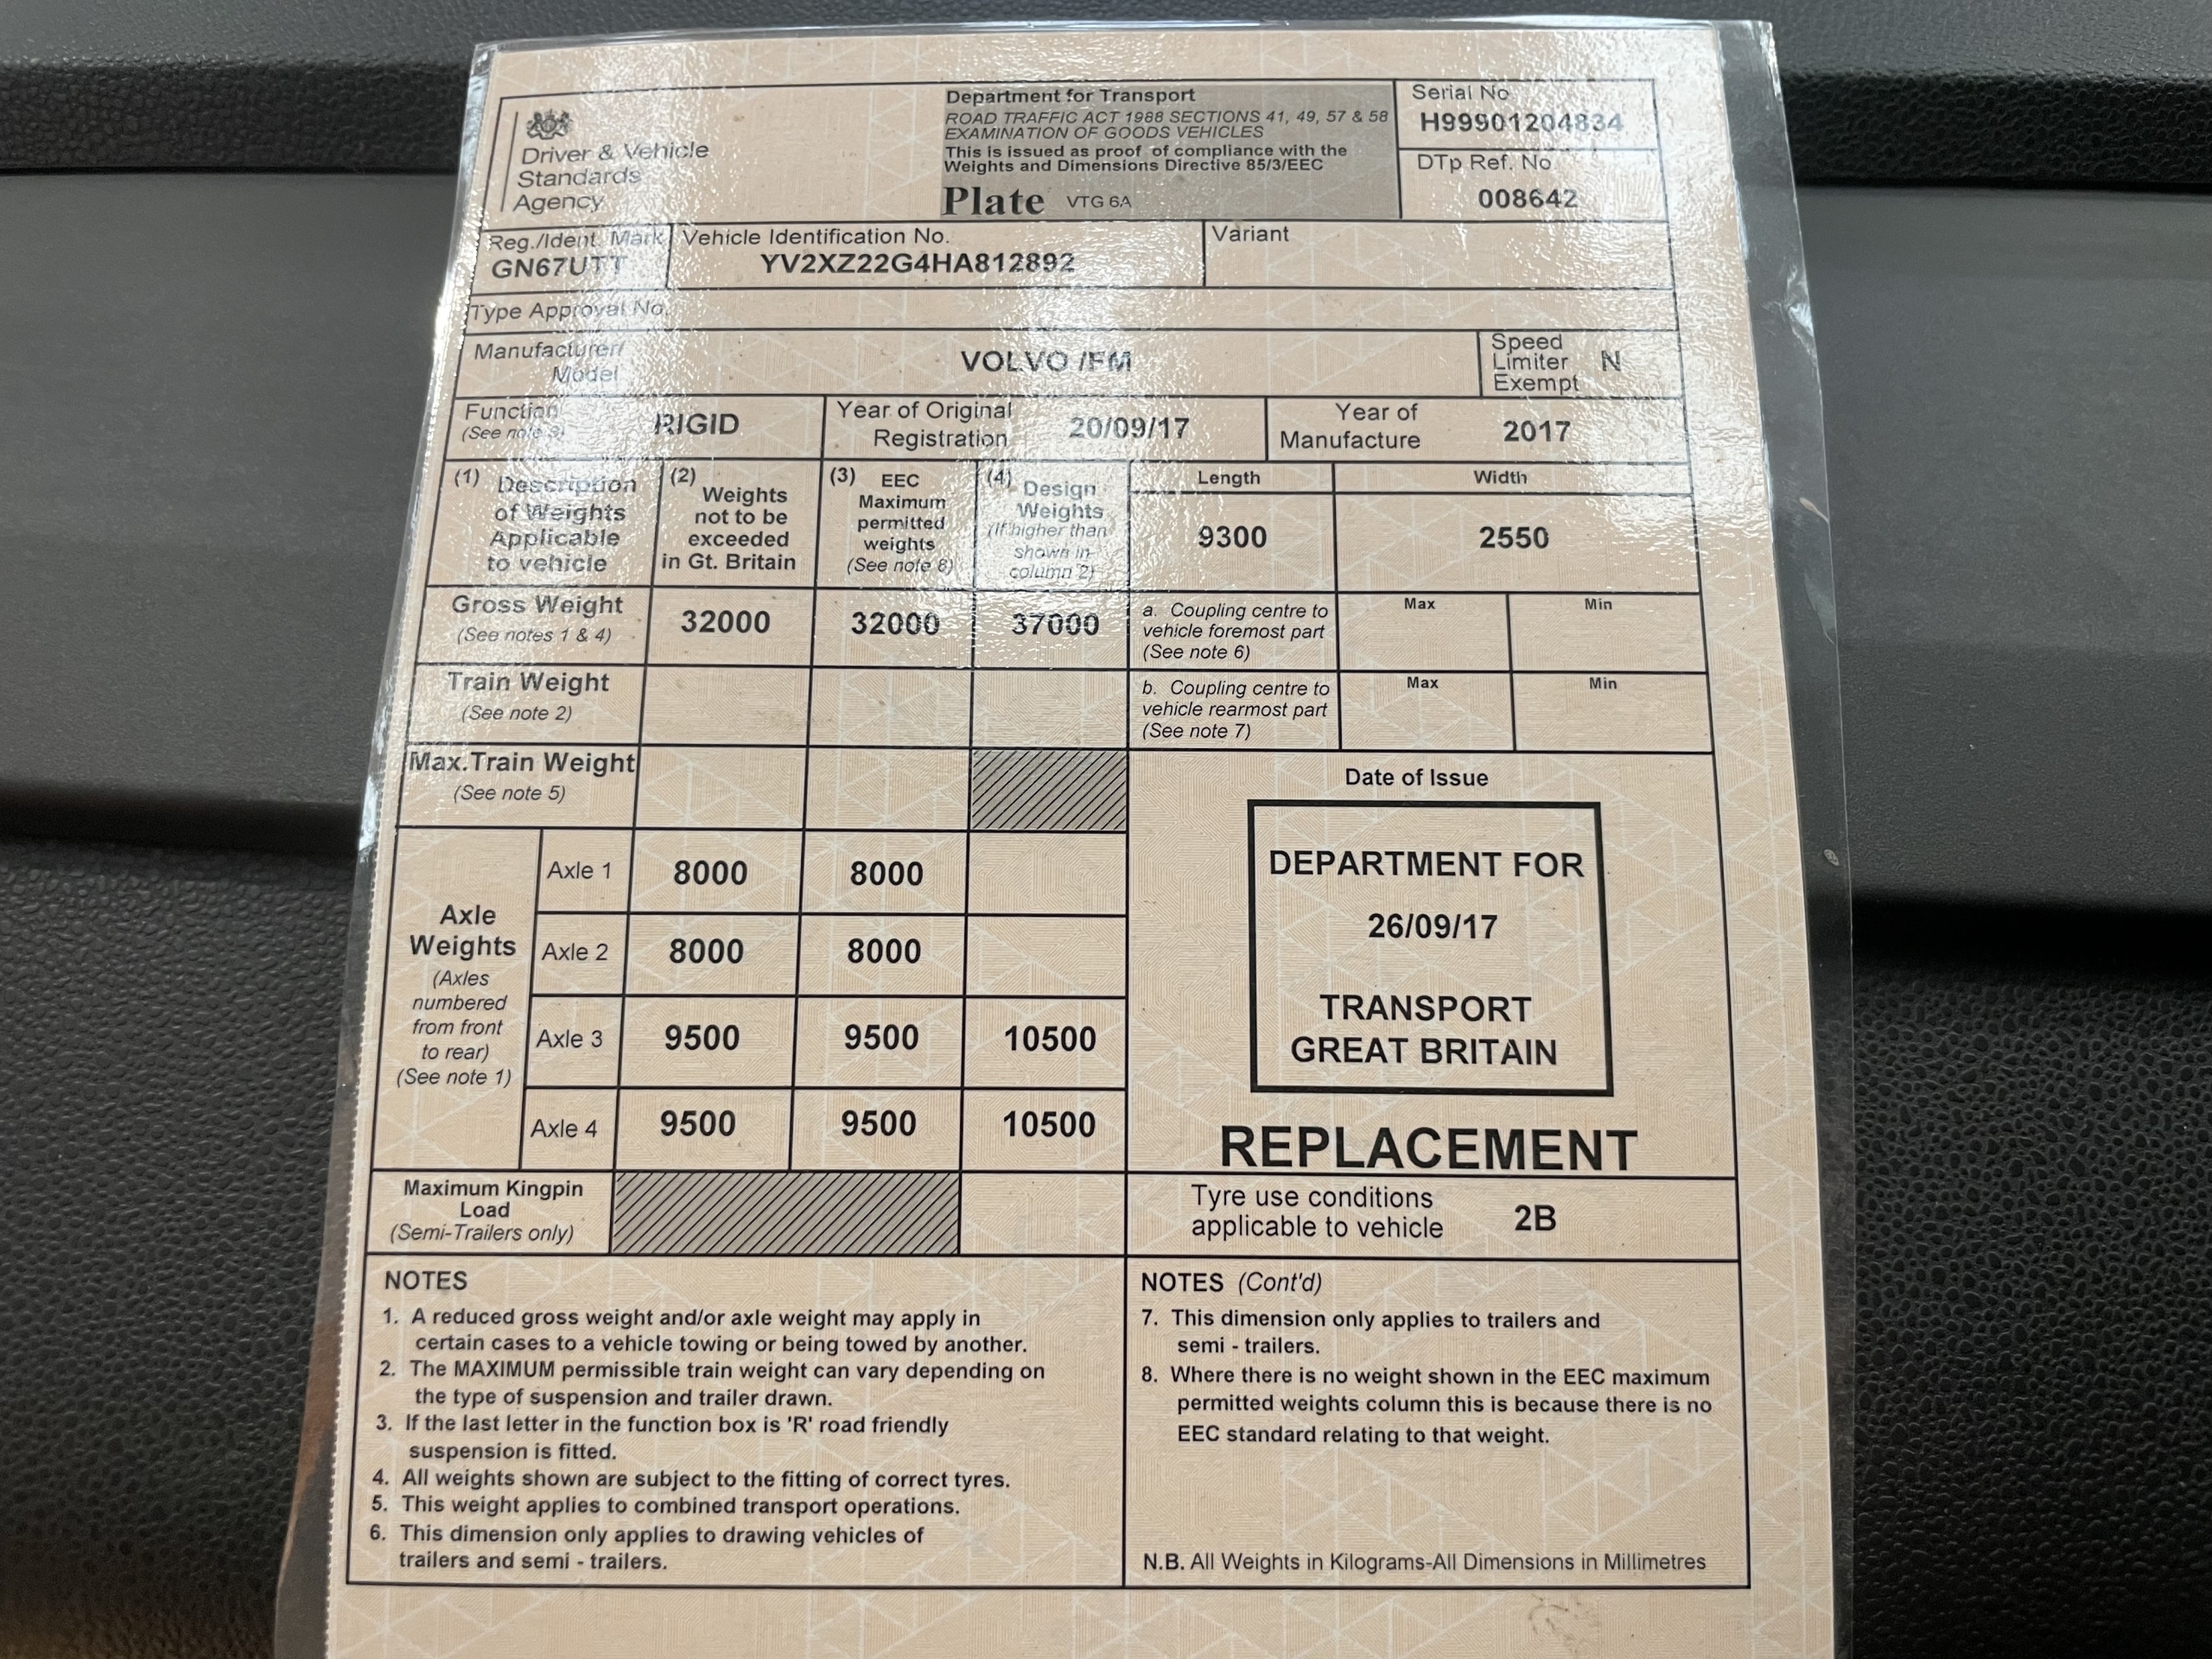 Driver & Vehicle
Standards
Agency
Department for Transport
ROAD TRAFFIC ACT 1968 SECTIONS 41, 49, 57 & 58
EXAMINATION OF GOODS VEHICLES
This is issued as proof of compliance with the
Weights and Dimensions Directive 85/3/EEC
Plate VTG 6A
Serial No
H99901204834
DTp Ref. No
008642
Reg./Ident. Mark
GN67UTT
Vehicle Identification No.
YV2XZ22G4HA812892
Variant
Type Approval No.
Manufacturer/
Model
VOLVO /FM
Speed
Limiter
Exempt
N
Function
(See note 3)
RIGID
Year of Original
Registration
20/09/17
Year of
Manufacture
2017
(1) Description
of Weights
Applicable
to vehicle
(2) Weights
not to be
exceeded
in Gt. Britain
(3) EEC
Maximum
permitted
weights
(See note 8)
(4) Design
Weights
(If higher than
shown in
column 2)
Length
9300
Width
2550
Gross Weight
(See notes 1 & 4)
32000
32000
37000
a. Coupling centre to
vehicle foremost part
(See note 6)
Max
Min
Train Weight
(See note 2)
b. Coupling centre to
vehicle rearmost part
(See note 7)
Max
Min
Max.Train Weight
(See note 5)
Axle
Weights
(Axles
numbered
from front
to rear)
(See note 1)
Axle 1
8000
8000
Axle 2
8000
8000
Axle 3
9500
9500
10500
Axle 4
9500
9500
10500
Date of Issue
DEPARTMENT FOR
26/09/17
TRANSPORT
GREAT BRITAIN
REPLACEMENT
Maximum Kingpin
Load
(Semi-Trailers only)
Tyre use conditions
applicable to vehicle
2B
NOTES
1. A reduced gross weight and/or axle weight may apply in
certain cases to a vehicle towing or being towed by another.
2. The MAXIMUM permissible train weight can vary depending on
the type of suspension and trailer drawn.
3. If the last letter in the function box is 'R' road friendly
suspension is fitted.
4. All weights shown are subject to the fitting of correct tyres.
5. This weight applies to combined transport operations.
6. This dimension only applies to drawing vehicles of
trailers and semi - trailers.
NOTES (Cont'd)
7. This dimension only applies to trailers and
semi - trailers.
8. Where there is no weight shown in the EEC maximum
permitted weights column this is because there is no
EEC standard relating to that weight.
N.B. All Weights in Kilograms-All Dimensions in Millimetres